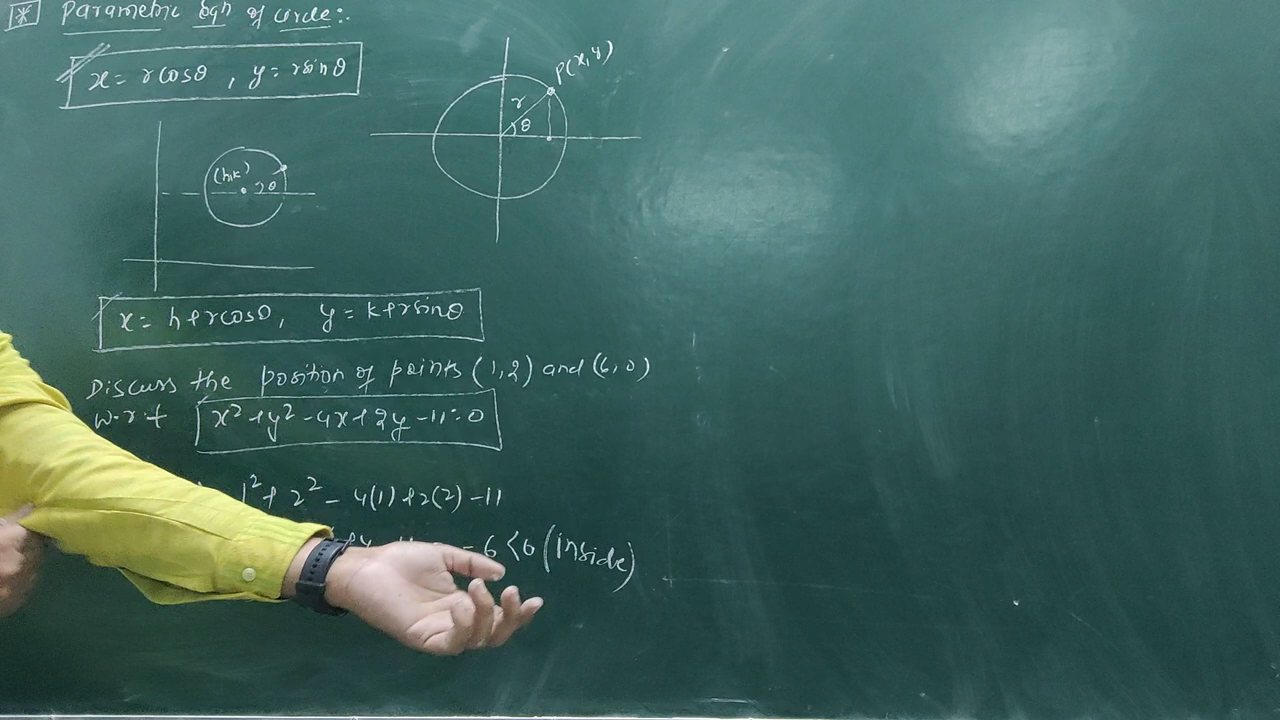 * Parametric Eqn of circle:-
x = r cosθ , y = r sinθ
P(x, y)
r
θ
(h,k)
θ
x = h + r cosθ, y = k + r sinθ
Discuss the position of points (1,2) and (6,0)
w.r.t x² + y² - 4x + 2y - 11 = 0
1² + 2² - 4(1) + 2(2) - 11
6 < 0 (inside)